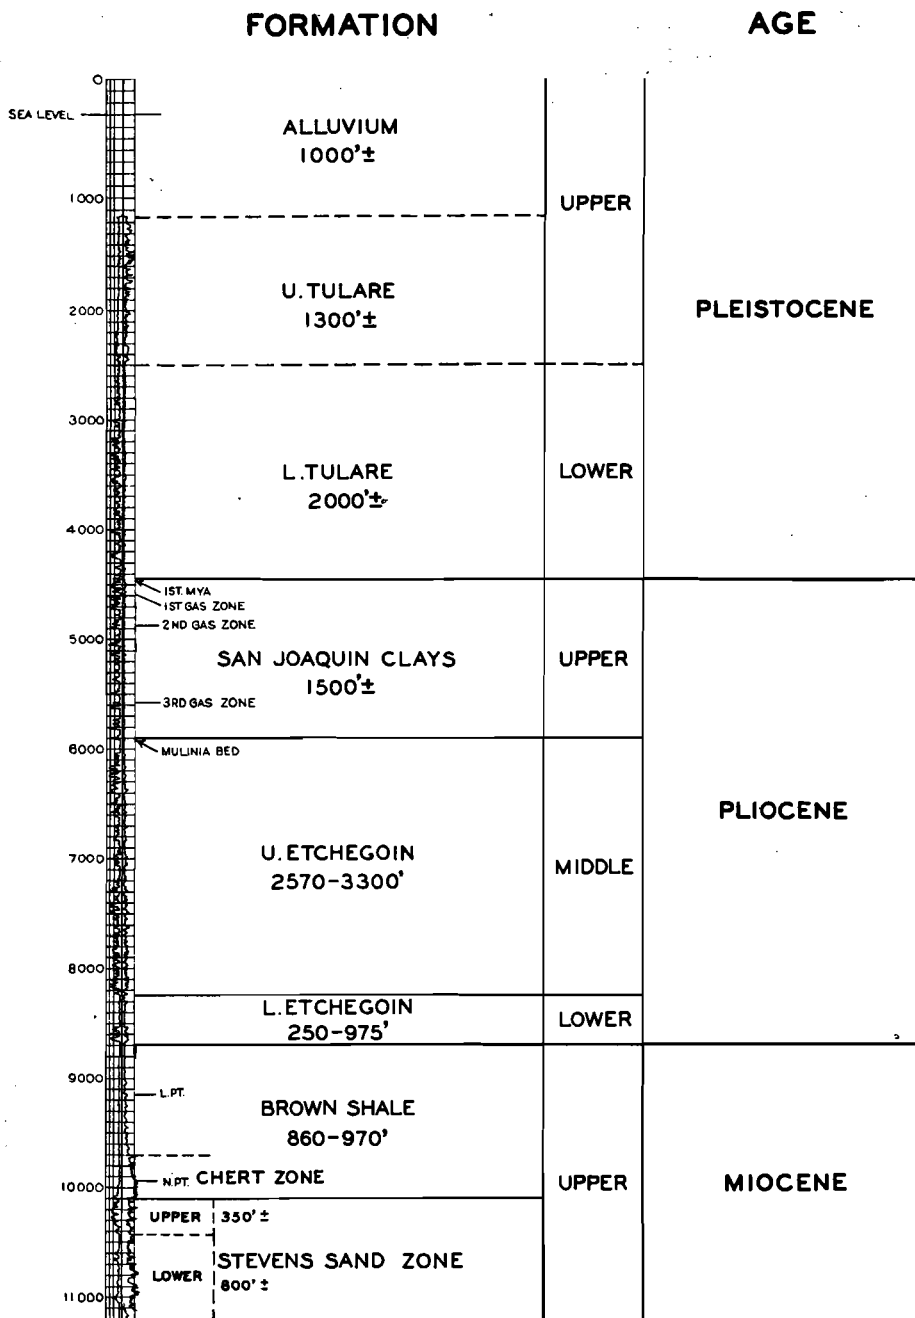 FORMATION
AGE
0
SEA LEVEL
ALLUVIUM
1000'±
1000
UPPER
U. TULARE
1300'±
2000
PLEISTOCENE
3000
L. TULARE
2000'±
LOWER
4000
1ST. MYA
1ST GAS ZONE
2ND GAS ZONE
5000
SAN JOAQUIN CLAYS
1500'±
UPPER
3RD GAS ZONE
6000
MULINIA BED
PLIOCENE
U. ETCHEGOIN
2570-3300'
7000
MIDDLE
8000
L. ETCHEGOIN
250-975'
LOWER
9000
L. PT.
BROWN SHALE
860-970'
N. PT. CHERT ZONE
10000
UPPER
MIOCENE
UPPER 350'±
STEVENS SAND ZONE
LOWER 800'±
11000